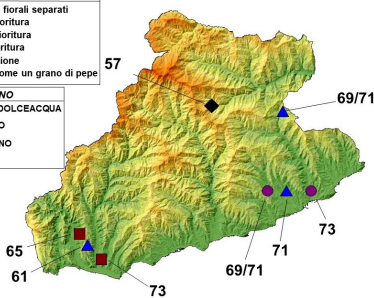 fiorali separati
oritura
ioritura
ritura
ione
ome un grano di pepe
NO
DOLCEACQUA
O
NO
57
69/71
65
61
73
69/71
71
73